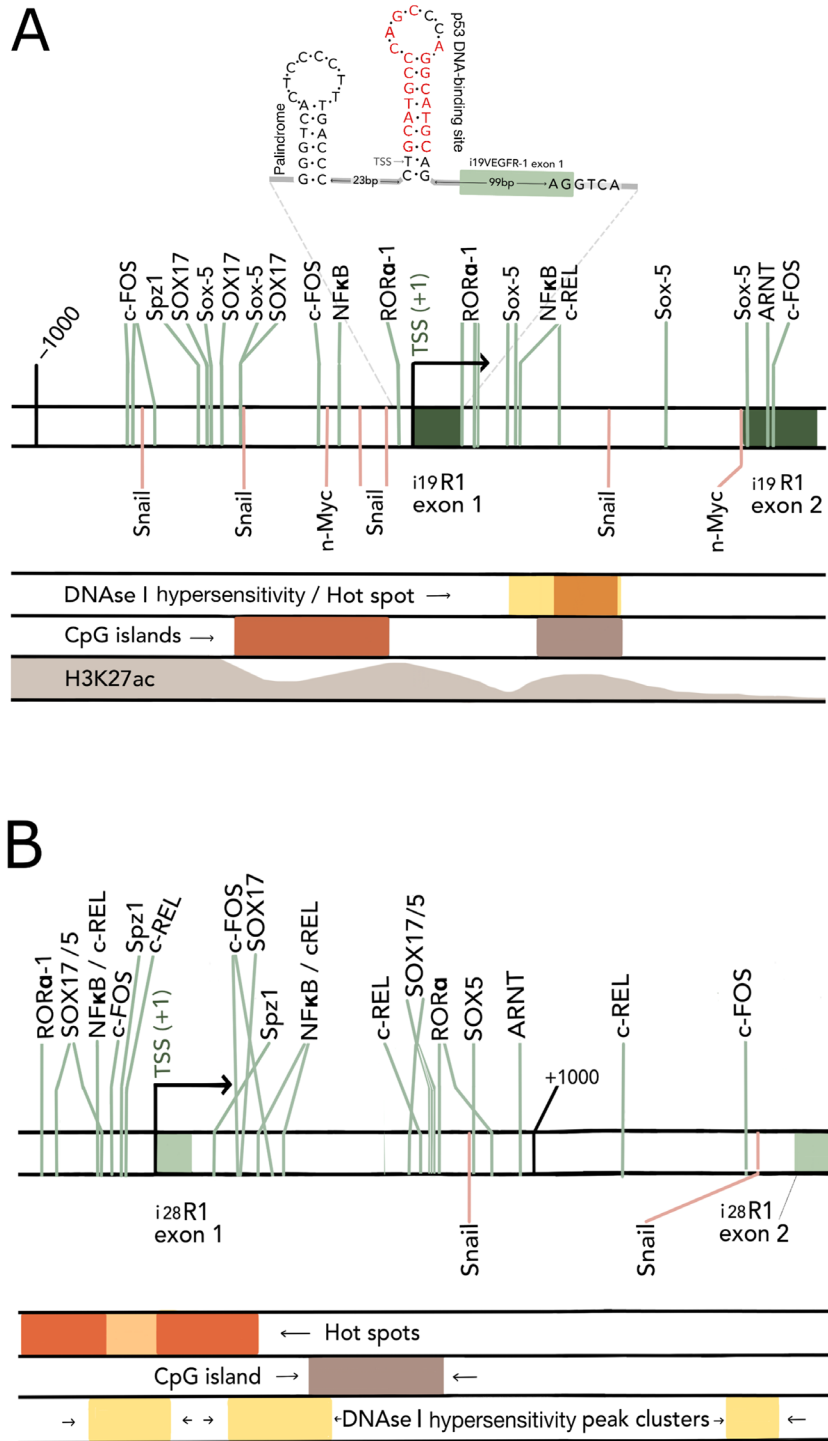 A
p53 DNA-binding site
Palindrome
G C C C A G A C
C T C C C C T T
A T
C G
T A
G C
G C
G C
C G
C G
G C
T A
A T
C G
G C
T A
C G
TSS→
i19VEGFR-1 exon 1
23bp
99bp
AGGTCA
c-FOS
Spz1
SOX17
Sox-5
SOX17
Sox-5
SOX17
c-FOS
NFκB
RORα-1
TSS (+1)
RORα-1
Sox-5
NFκB
c-REL
Sox-5
Sox-5
ARNT
c-FOS
-1000
Snail
Snail
n-Myc
Snail
i19 R1
exon 1
Snail
n-Myc
i19 R1
exon 2
DNAse I hypersensitivity / Hot spot →
CpG islands →
H3K27ac
B
RORα-1
SOX17/5
NFκB / c-REL
c-FOS
Spz1
c-REL
TSS (+1)
c-FOS
SOX17
Spz1
NFκB / cREL
c-REL
SOX17/5
RORα
SOX5
ARNT
+1000
c-REL
c-FOS
i28R1
exon 1
Snail
Snail
i28R1
exon 2
← Hot spots
CpG island → ←
→ ← → ←DNAse I hypersensitivity peak clusters→ ←